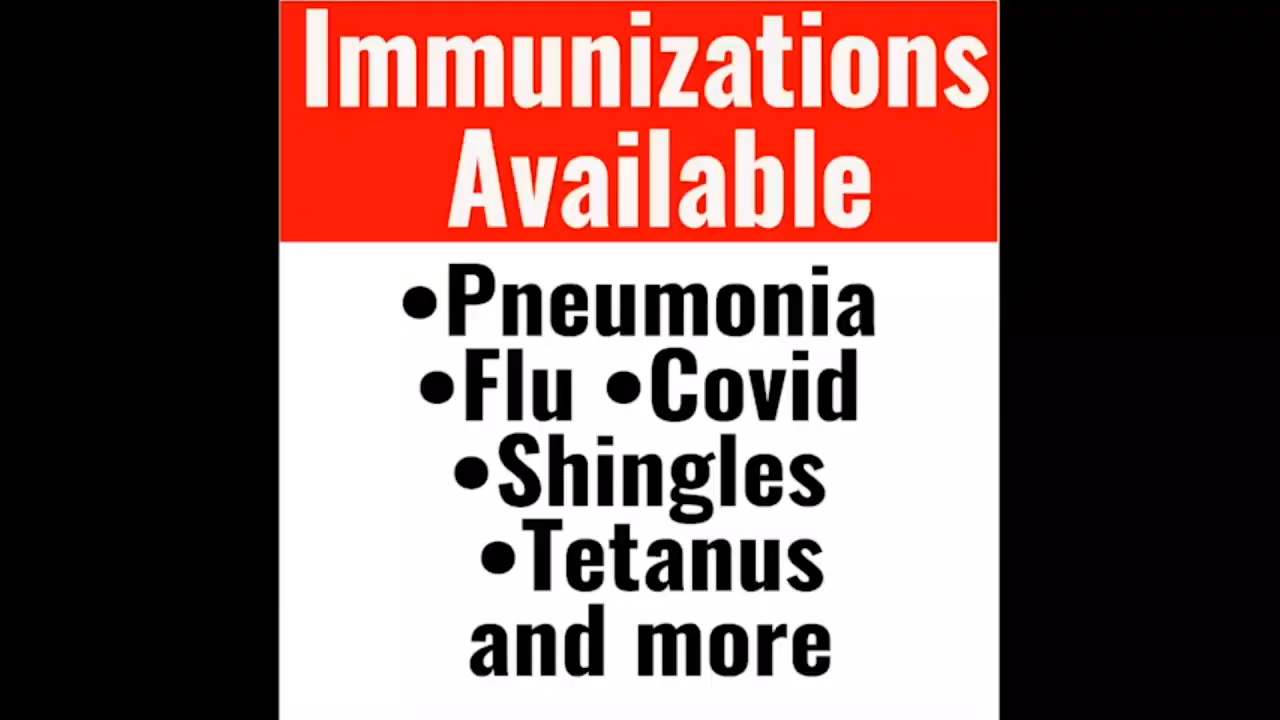 Immunizations
Available
•Pneumonia
•Flu •Covid
•Shingles
•Tetanus
and more